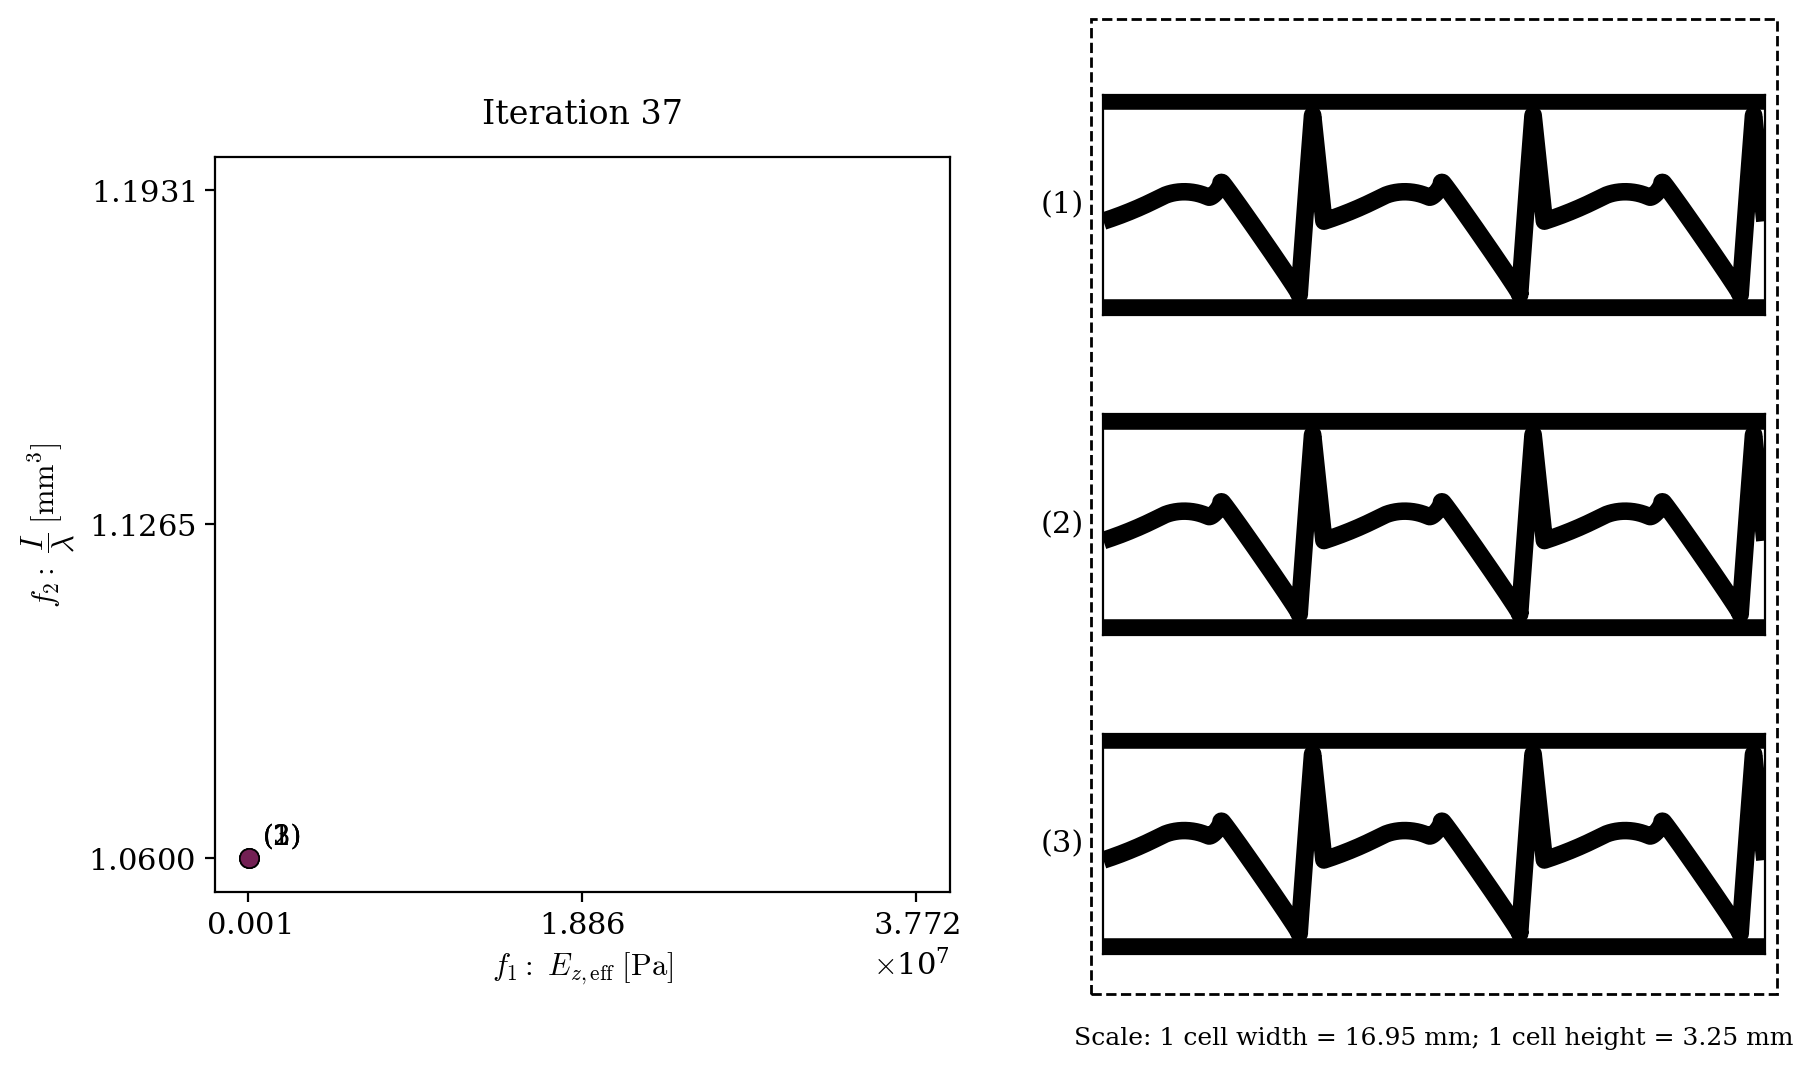 Iteration 37
1.1931
1.1265
1.0600
f₂ : I/λ [mm³]
0.001
1.886
3.772
×10⁷
f₁ : E_{z,eff} [Pa]
(1)
(2)
(3)
Scale: 1 cell width = 16.95 mm; 1 cell height = 3.25 mm